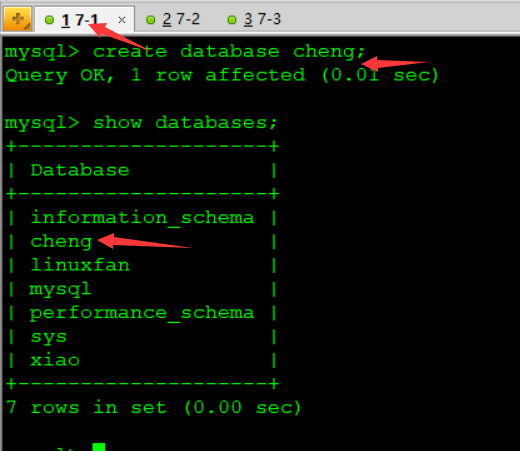 1 7-1 × 2 7-2 3 7-3
mysql> create database cheng;
Query OK, 1 row affected (0.01 sec)
mysql> show databases;
+--------------------+
| Database |
+--------------------+
| information_schema |
| cheng |
| linuxfan |
| mysql |
| performance_schema |
| sys |
| xiao |
+--------------------+
7 rows in set (0.00 sec)